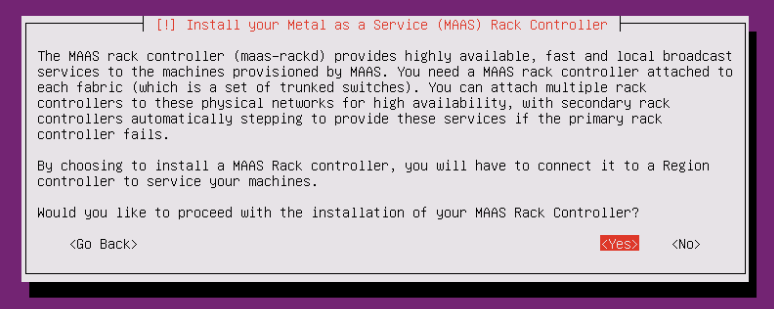 [!] Install your Metal as a Service (MAAS) Rack Controller
The MAAS rack controller (maas-rackd) provides highly available, fast and local broadcast
services to the machines provisioned by MAAS. You need a MAAS rack controller attached to
each fabric (which is a set of trunked switches). You can attach multiple rack
controllers to these physical networks for high availability, with secondary rack
controllers automatically stepping to provide these services if the primary rack
controller fails.
By choosing to install a MAAS Rack controller, you will have to connect it to a Region
controller to service your machines.
Would you like to proceed with the installation of your MAAS Rack Controller?
<Go Back> <Yes> <No>